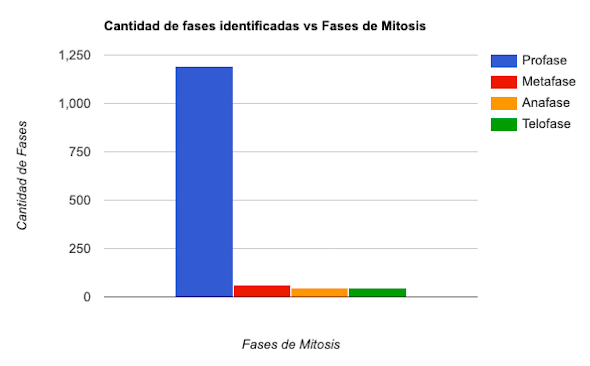 Cantidad de fases identificadas vs Fases de Mitosis
1,250
1,000
750
500
250
0
Cantidad de Fases
Fases de Mitosis
Profase
Metafase
Anafase
Telofase